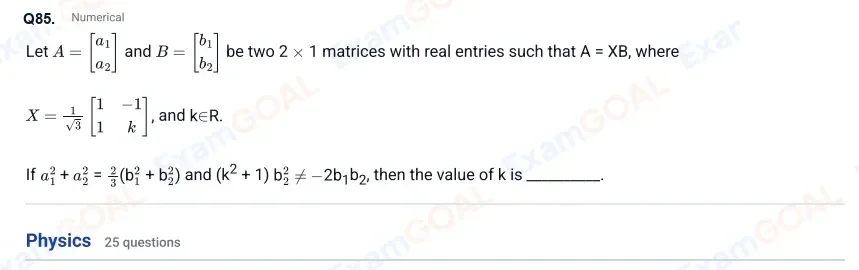 Q85. Numerical
Let A = [a₁ a₂] and B = [b₁ b₂] be two 2 × 1 matrices with real entries such that A = XB, where
X = 1/√3 [1 −1 1 k], and k∈R.
If a₁² + a₂² = 2/3(b₁² + b₂²) and (k² + 1) b₂² ≠ −2b₁b₂, then the value of k is ________.
Physics 25 questions
ExamGOAL